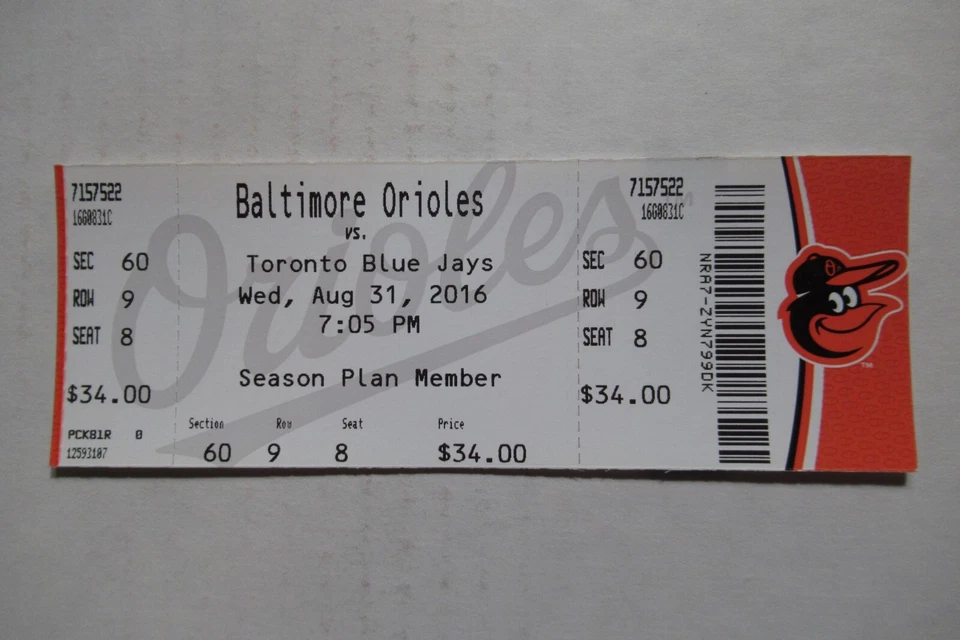 7157522
16G0831C
SEC 60
ROW 9
SEAT 8
$34.00
PCK81R 0
12593107
Orioles
Baltimore Orioles
vs.
Toronto Blue Jays
Wed, Aug 31, 2016
7:05 PM
Season Plan Member
Section Row Seat Price
60 9 8 $34.00
7157522
16G0831C
SEC 60
ROW 9
SEAT 8
$34.00
NRA7-ZYN799DK
TM